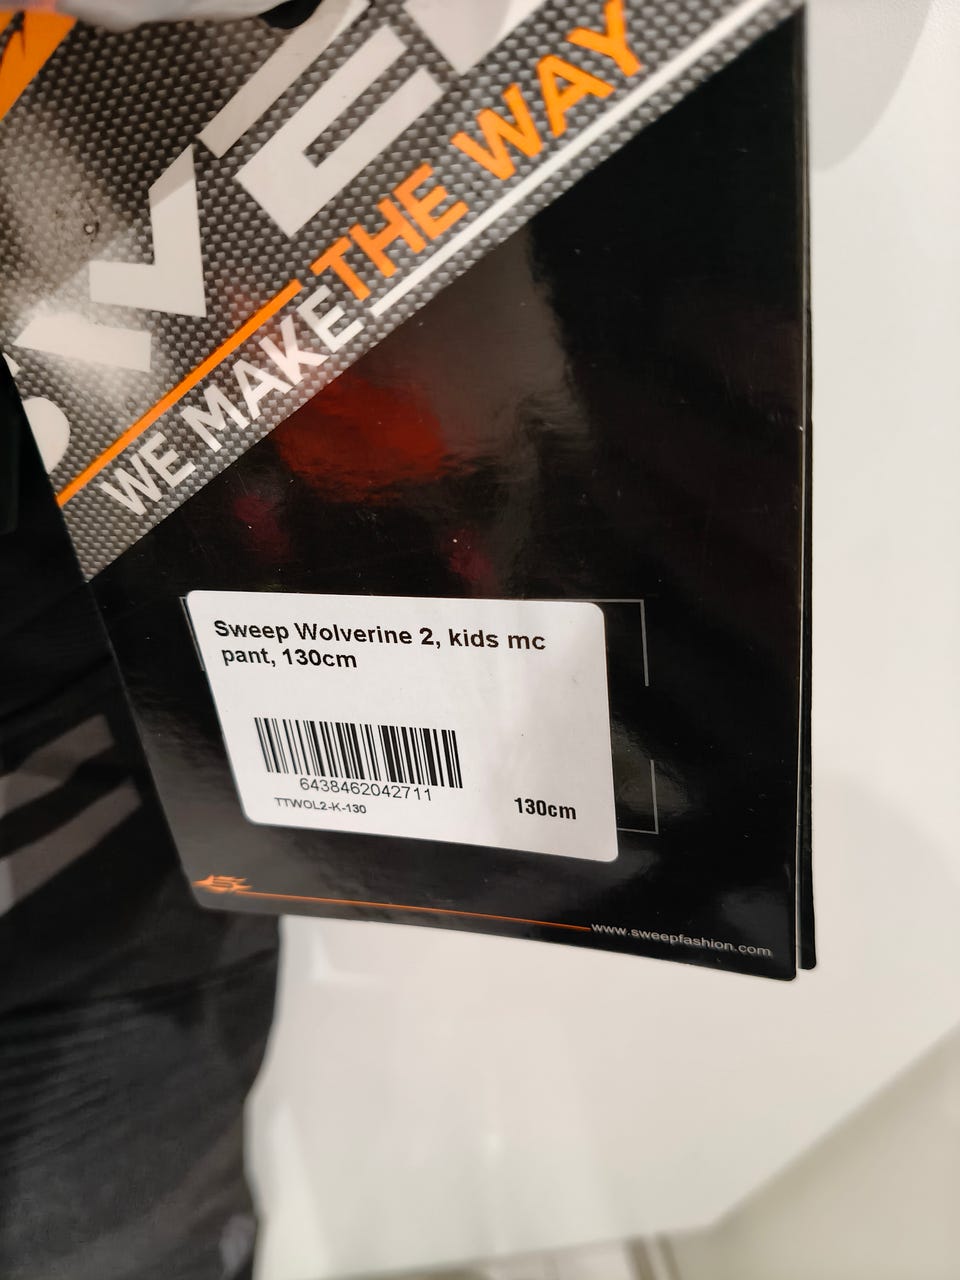 WE MAKE THE WAY
Sweep Wolverine 2, kids mc
pant, 130cm
6438462042711
TTWOL2-K-130
130cm
www.sweepfashion.com